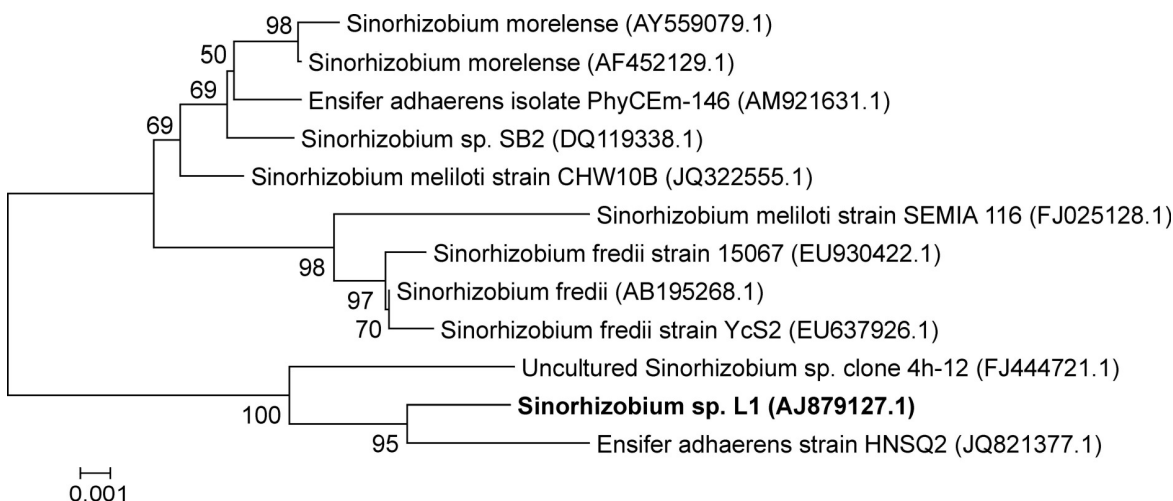 98 Sinorhizobium morelense (AY559079.1)
50 Sinorhizobium morelense (AF452129.1)
69 Ensifer adhaerens isolate PhyCEm-146 (AM921631.1)
69 Sinorhizobium sp. SB2 (DQ119338.1)
Sinorhizobium meliloti strain CHW10B (JQ322555.1)
Sinorhizobium meliloti strain SEMIA 116 (FJ025128.1)
98 Sinorhizobium fredii strain 15067 (EU930422.1)
97 Sinorhizobium fredii (AB195268.1)
70 Sinorhizobium fredii strain YcS2 (EU637926.1)
Uncultured Sinorhizobium sp. clone 4h-12 (FJ444721.1)
100 Sinorhizobium sp. L1 (AJ879127.1)
95 Ensifer adhaerens strain HNSQ2 (JQ821377.1)
0.001